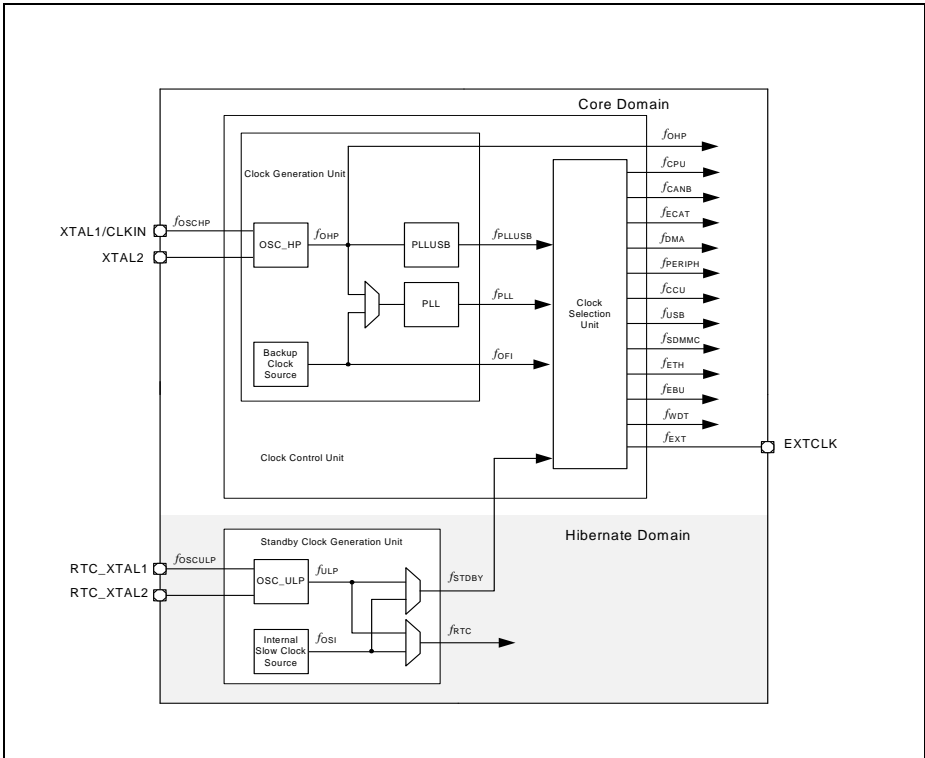 Core Domain
fOHP
fCPU
Clock Generation Unit
fCANB
XTAL1/CLKIN
fOSCHP
fECAT
OSC_HP
fOHP
PLLUSB
fPLLUSB
fDMA
XTAL2
fPERIPH
PLL
fPLL
Clock
Selection
Unit
fCCU
fUSB
Backup
Clock
Source
fOFI
fSDMMC
fETH
fEBU
fWDT
fEXT
EXTCLK
Clock Control Unit
Hibernate Domain
Standby Clock Generation Unit
RTC_XTAL1
fOSCULP
OSC_ULP
fULP
fSTDBY
RTC_XTAL2
Internal
Slow Clock
Source
fOSI
fRTC